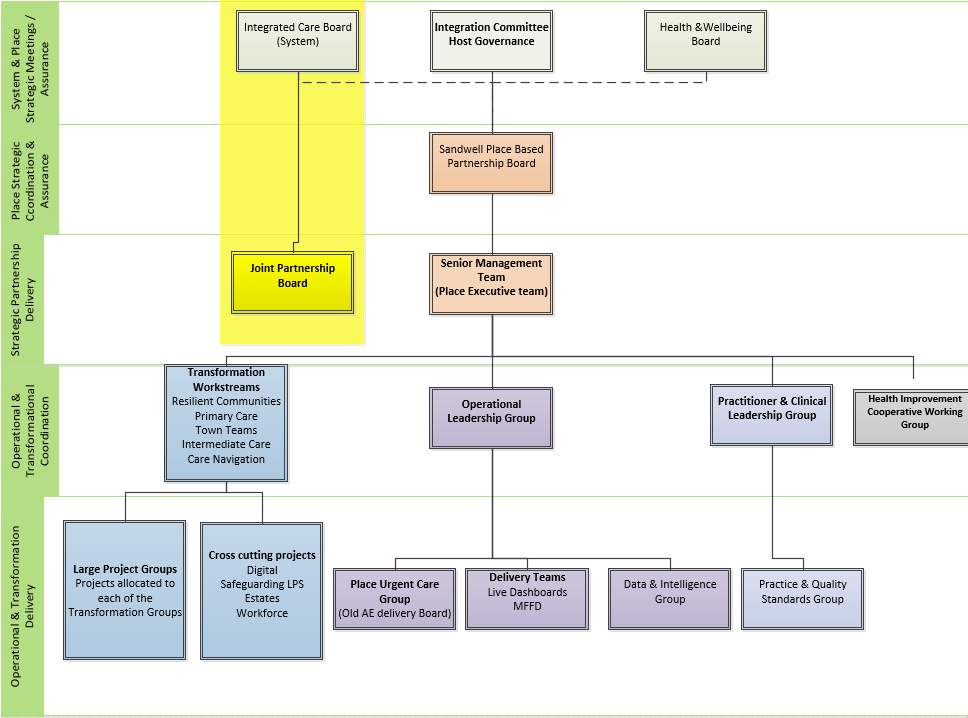 System & Place
Strategic Meetings /
Assurance
Integrated Care Board
(System)
Integration Committee
Host Governance
Health &Wellbeing
Board
Place Strategic
Ccordination &
Assurance
Sandwell Place Based
Partnership Board
Strategic Partnership
Delivery
Joint Partnership
Board
Senior Management
Team
(Place Executive team)
Operational &
Transformational
Coordination
Transformation
Workstreams
Resilient Communities
Primary Care
Town Teams
Intermediate Care
Care Navigation
Operational
Leadership Group
Practitioner & Clinical
Leadership Group
Health Improvement
Cooperative Working
Group
Operational & Transformation
Delivery
Large Project Groups
Projects allocated to
each of the
Transformation Groups
Cross cutting projects
Digital
Safeguarding LPS
Estates
Workforce
Place Urgent Care
Group
(Old AE delivery Board)
Delivery Teams
Live Dashboards
MFFD
Data & Intelligence
Group
Practice & Quality
Standards Group